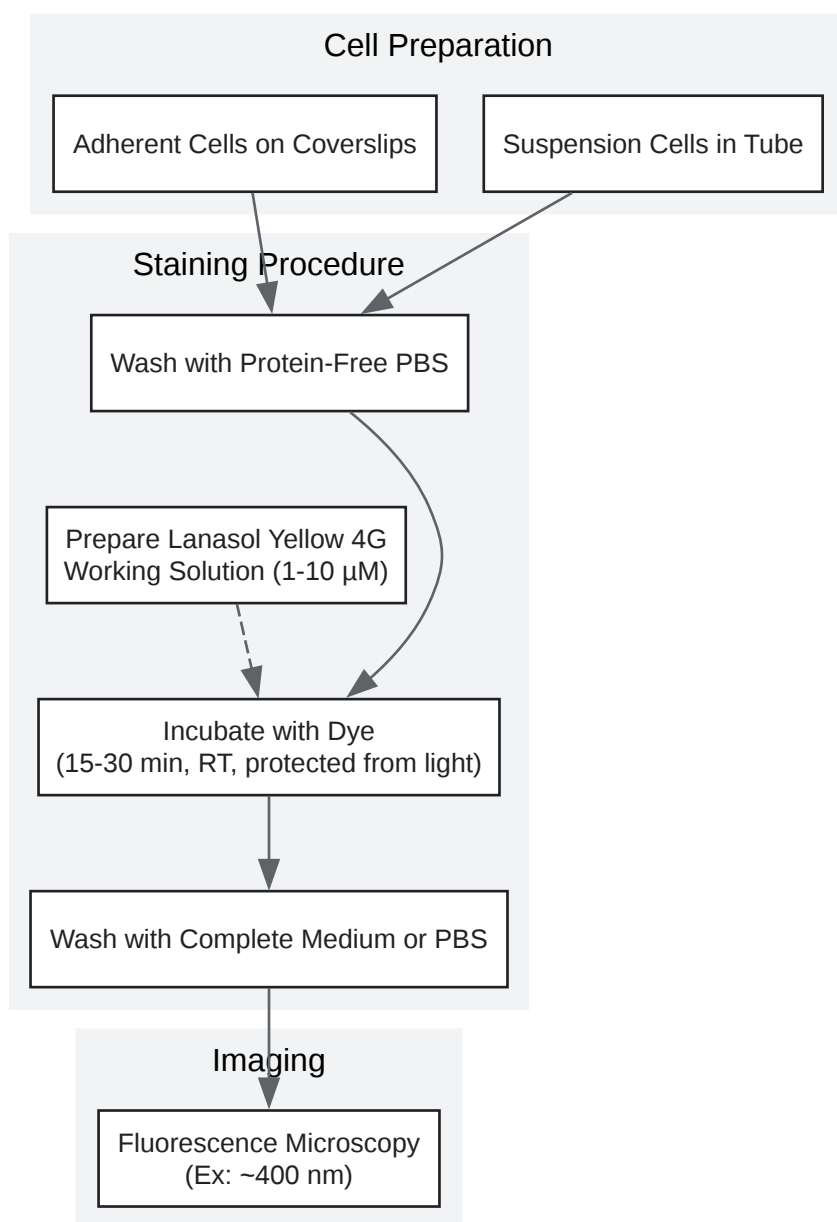 Cell Preparation
Adherent Cells on Coverslips
Suspension Cells in Tube
Staining Procedure
Wash with Protein-Free PBS
Prepare Lanasol Yellow 4G
Working Solution (1-10 µM)
Incubate with Dye
(15-30 min, RT, protected from light)
Wash with Complete Medium or PBS
Imaging
Fluorescence Microscopy
(Ex: ~400 nm)